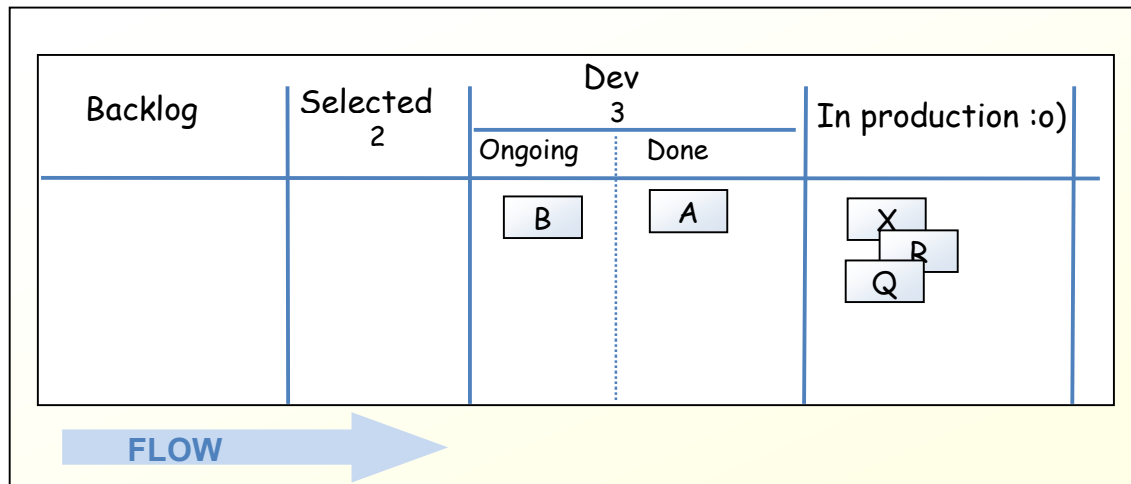 Backlog
Selected
2
Dev
3
Ongoing
Done
In production :o)
B
A
X
R
Q
FLOW